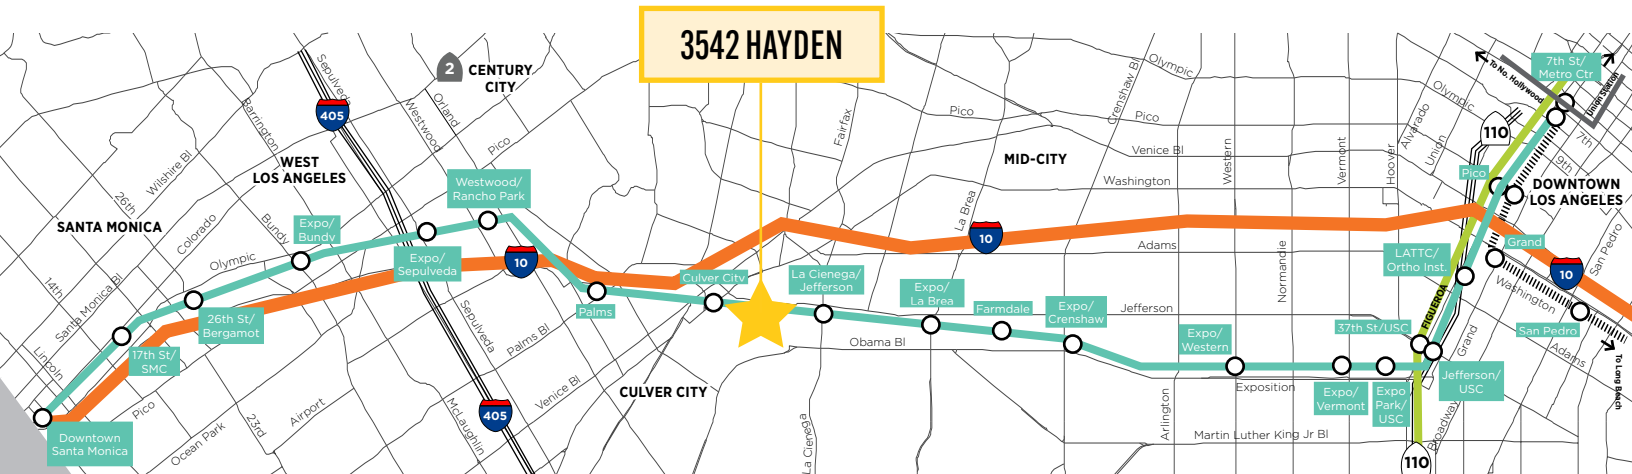 3542 HAYDEN
2
CENTURY
CITY
405
Sepulveda
Barrington
Westwood
Orland
Pico
Wilshire Bl
26th
WEST
LOS ANGELES
SANTA MONICA
Colorado
Bundy
Olympic
Expo/
Bundy
Westwood/
Rancho Park
Expo/
Sepulveda
10
14th
Santa Monica Bl
Lincoln
26th St/
Bergamot
17th St/
SMC
Downtown
Santa Monica
Pico
Ocean Park
23rd
Airport
McLaughlin
Sepulveda
Palms Bl
Venice Bl
405
Palms
Culver City
CULVER CITY
La Cienega/
Jefferson
La Cienega
Obama Bl
Fairfax
Pico
La Brea
10
MID-CITY
Crenshaw Bl
Olympic
Pico
Venice Bl
Washington
Adams
Jefferson
Expo/
La Brea
Farmdale
Expo/
Crenshaw
Expo/
Western
Arlington
Western
Normandie
Vermont
Hoover
Exposition
Martin Luther King Jr Bl
Expo/
Vermont
Expo
Park/
USC
37th St/USC
Jefferson/
USC
LATTC/
Ortho Inst.
FIGUEROA
Grand
Broadway
110
Alvarado
Union
Olympic
110
Pico
To No. Hollywood
7th St/
Metro Ctr
Union Station
7th
9th
DOWNTOWN
LOS ANGELES
Grand
San Pedro
10
Washington
San Pedro
Adams
To Long Beach